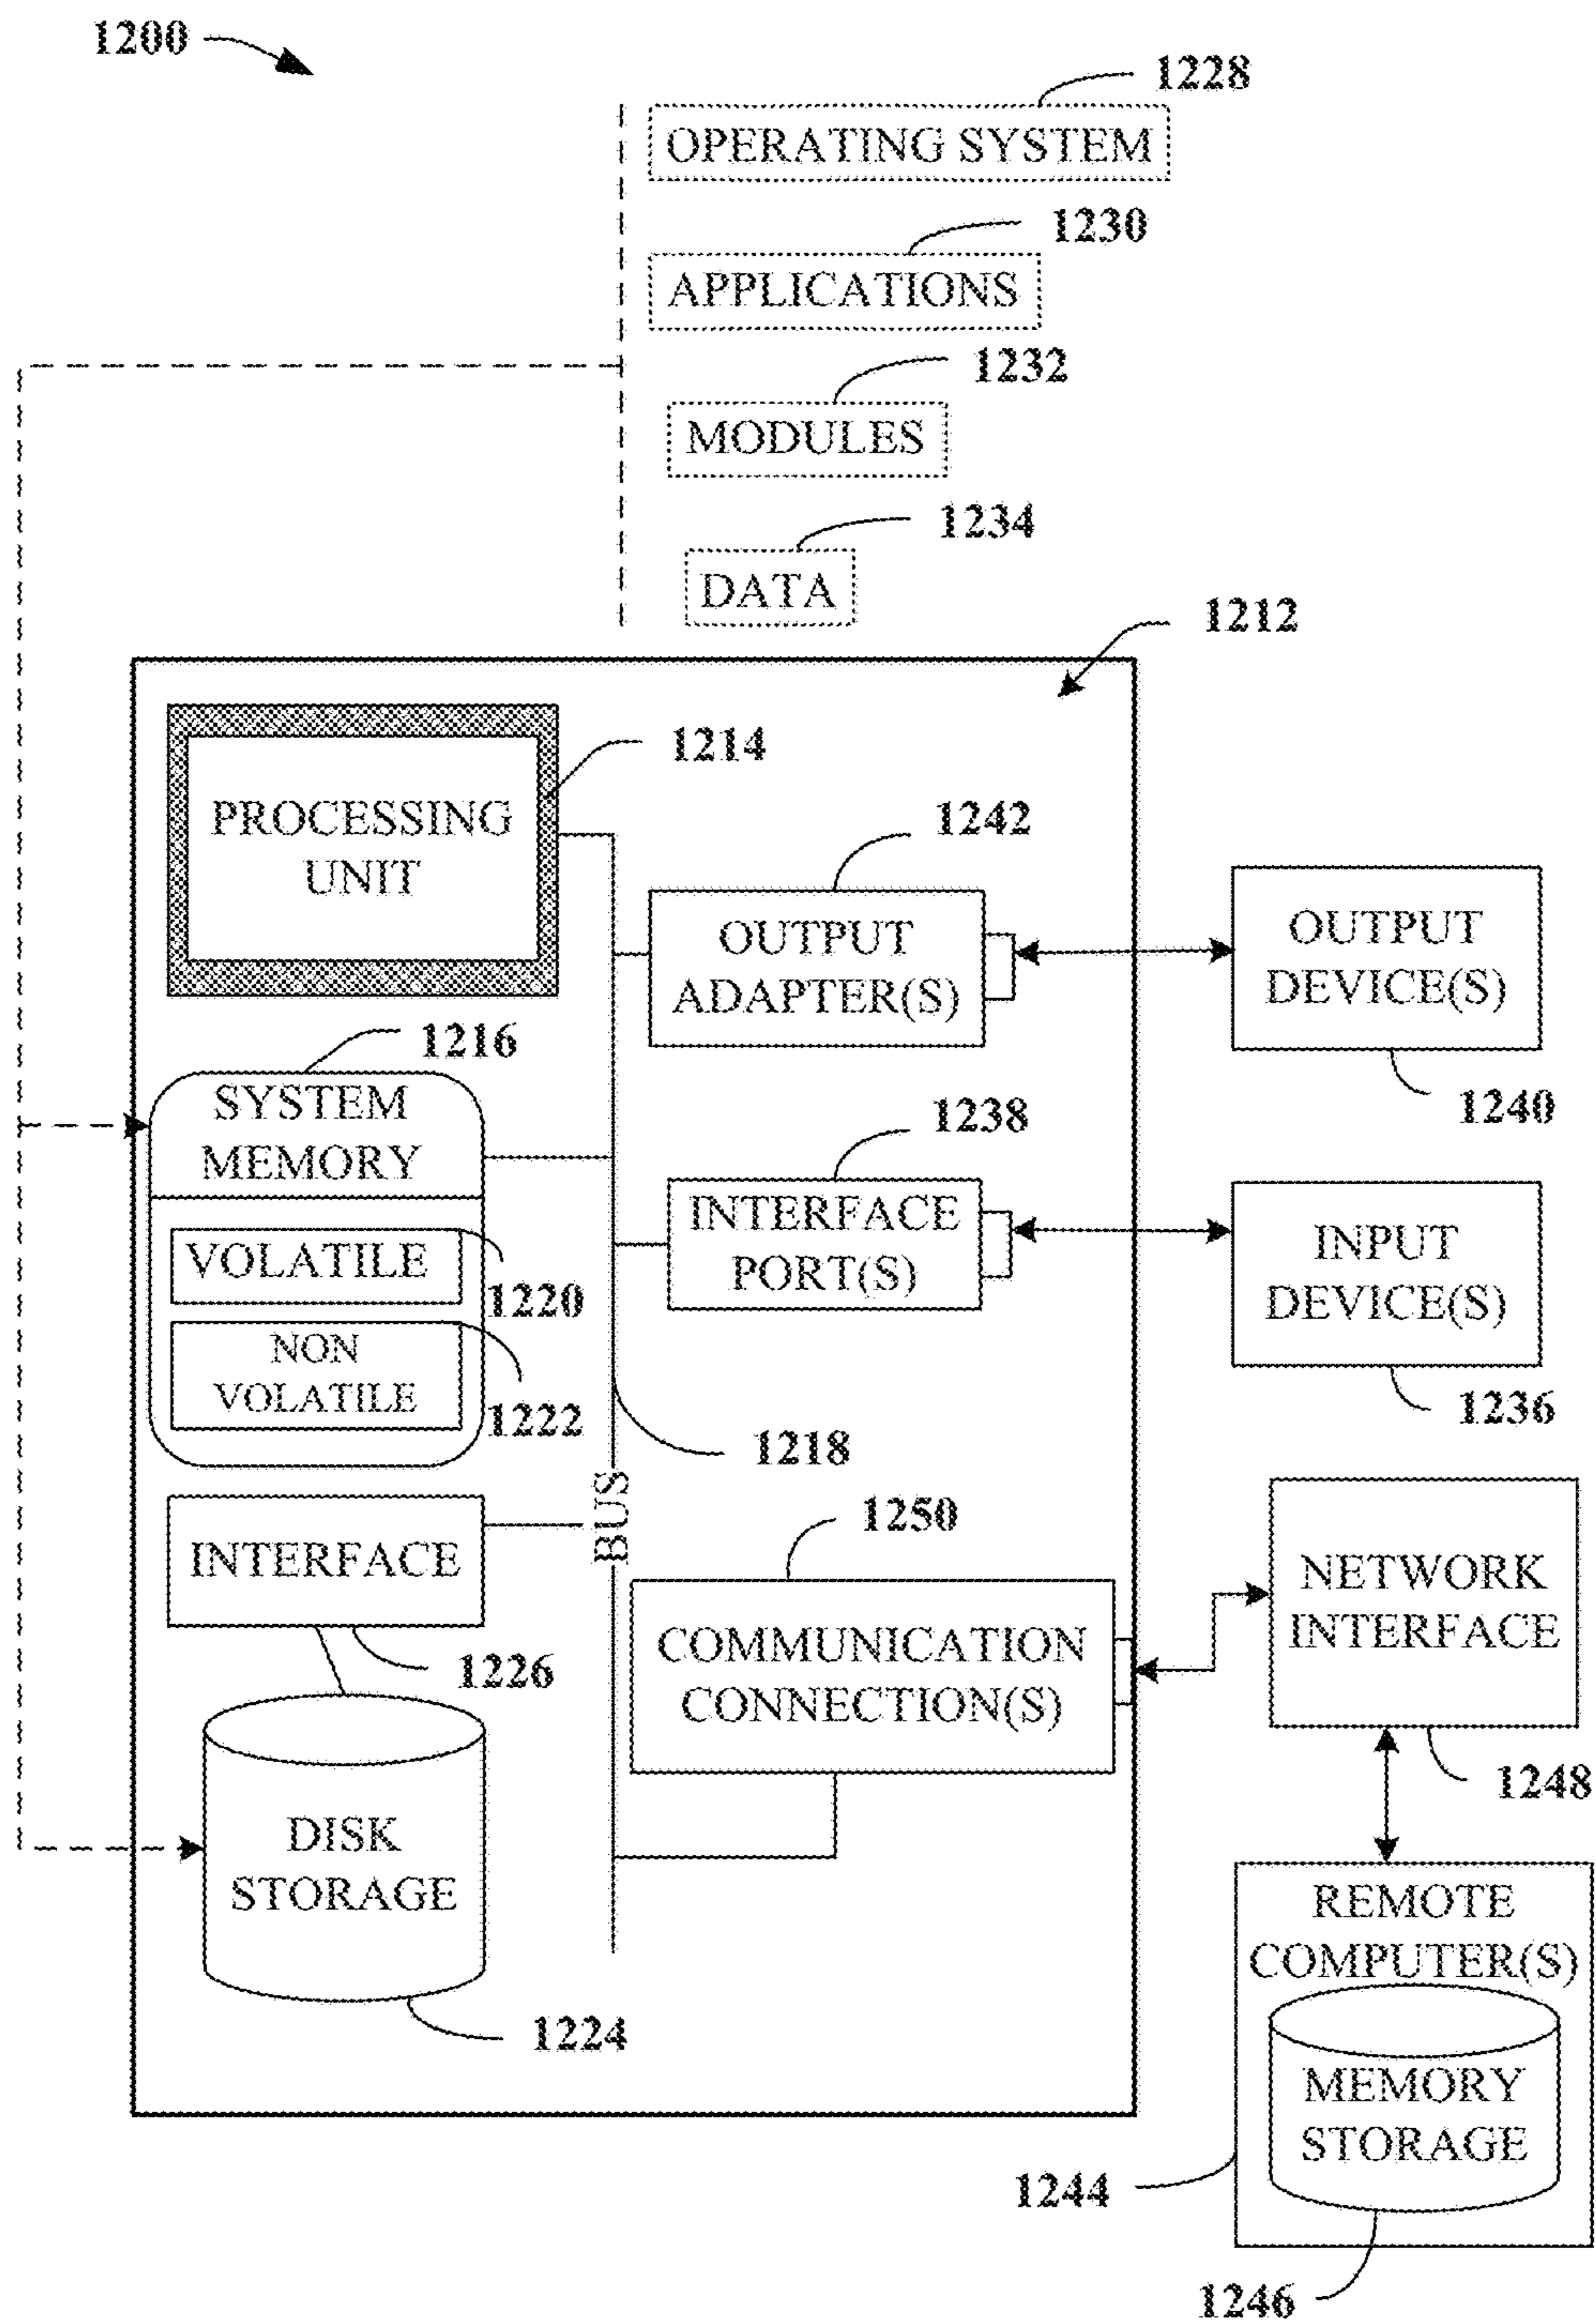 1200
1228
OPERATING SYSTEM
1230
APPLICATIONS
1232
MODULES
1234
DATA
1212
1214
PROCESSING
UNIT
1242
OUTPUT
ADAPTER(S)
OUTPUT
DEVICE(S)
1240
1216
SYSTEM
MEMORY
VOLATILE
1220
NON
VOLATILE
1222
1238
INTERFACE
PORT(S)
INPUT
DEVICE(S)
1236
1218
BUS
INTERFACE
1226
1250
COMMUNICATION
CONNECTION(S)
NETWORK
INTERFACE
1248
DISK
STORAGE
1224
REMOTE
COMPUTER(S)
MEMORY
STORAGE
1244
1246